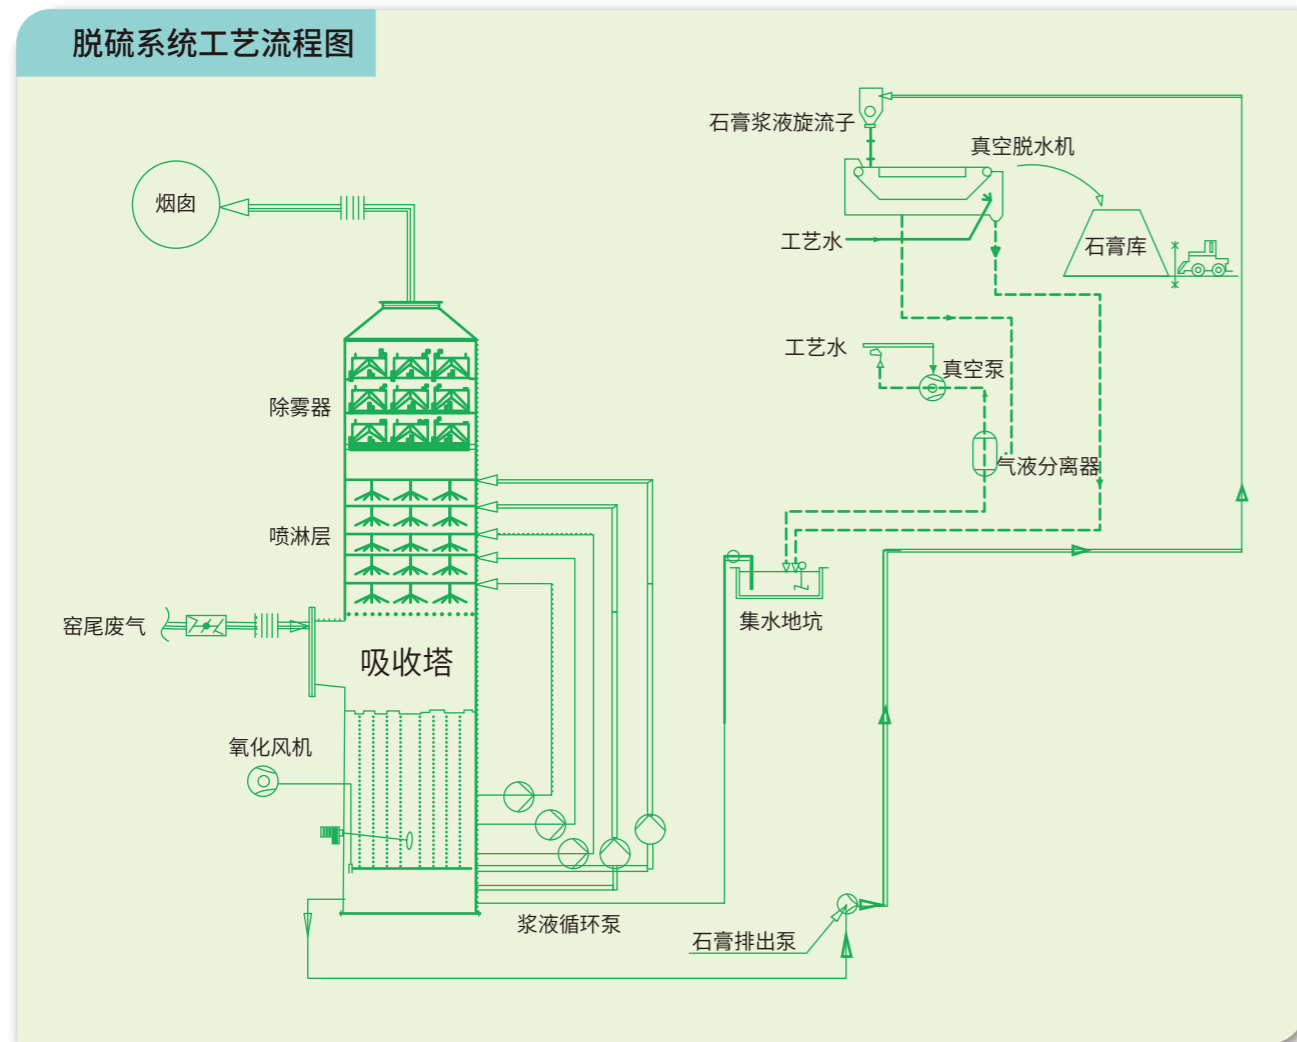 脱硫系统工艺流程图
石膏浆液旋流子
真空脱水机
烟囱
工艺水
石膏库
工艺水
真空泵
除雾器
气液分离器
喷淋层
集水地坑
窑尾废气
吸收塔
氧化风机
浆液循环泵
石膏排出泵